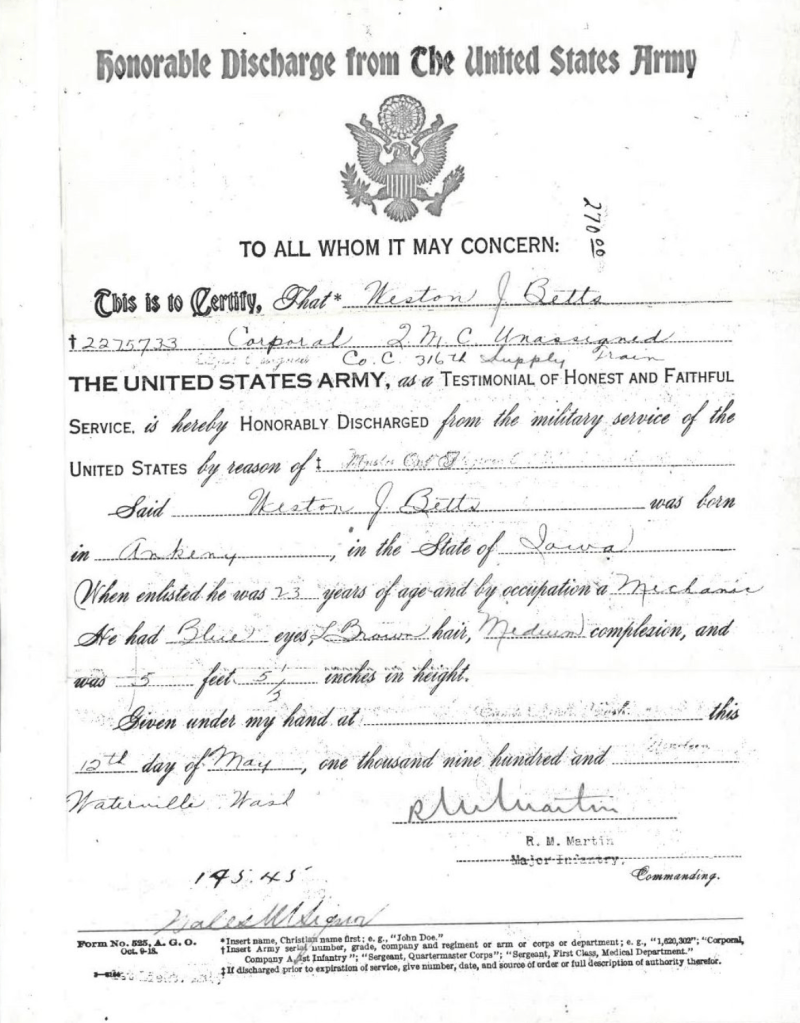 Honorable Discharge from The United States Army
270 00
TO ALL WHOM IT MAY CONCERN:
This is to Certify, That* Weston J Betts
†2275733 Corporal Q M C Unassigned
Co. C. 316th Supply Train
THE UNITED STATES ARMY, as a TESTIMONIAL OF HONEST AND FAITHFUL
SERVICE, is hereby HONORABLY DISCHARGED from the military service of the
UNITED STATES by reason of ‡ Muster Out
Said Weston J Betts was born
in Ankeny, in the State of Iowa
When enlisted he was 23 years of age and by occupation a Mechanic
He had Blue eyes, L Brown hair, Medium complexion, and
was 5 feet 5 1/2 inches in height.
Given under my hand at this
12th day of May, one thousand nine hundred and Nineteen
Waterville Wash R M Martin
R. M. Martin
Major Infantry,
Commanding.
195.45
Form No. 525, A. G. O.
Oct. 9-18.
*Insert name, Christian name first; e. g., "John Doe."
†Insert Army serial number, grade, company and regiment or arm or corps or department; e. g., "1,620,302"; "Corporal,
Company A, 1st Infantry"; "Sergeant, Quartermaster Corps"; "Sergeant, First Class, Medical Department."
‡If discharged prior to expiration of service, give number, date, and source of order or full description of authority therefor.